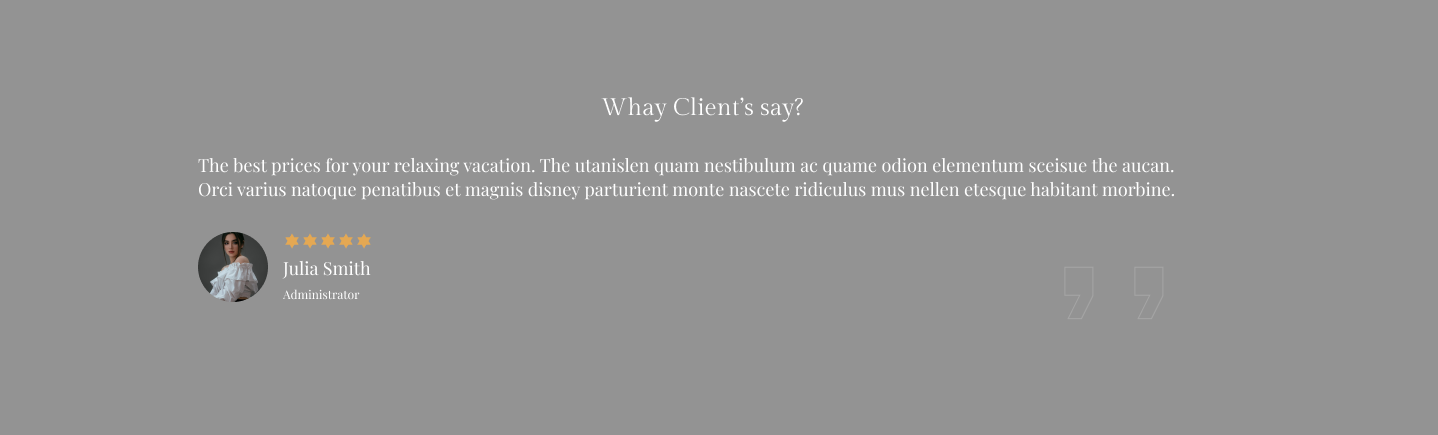 Whay Client’s say?
The best prices for your relaxing vacation. The utanislen quam nestibulum ac quame odion elementum sceisue the aucan.
Orci varius natoque penatibus et magnis disney parturient monte nascete ridiculus mus nellen etesque habitant morbine.
Julia Smith
Administrator